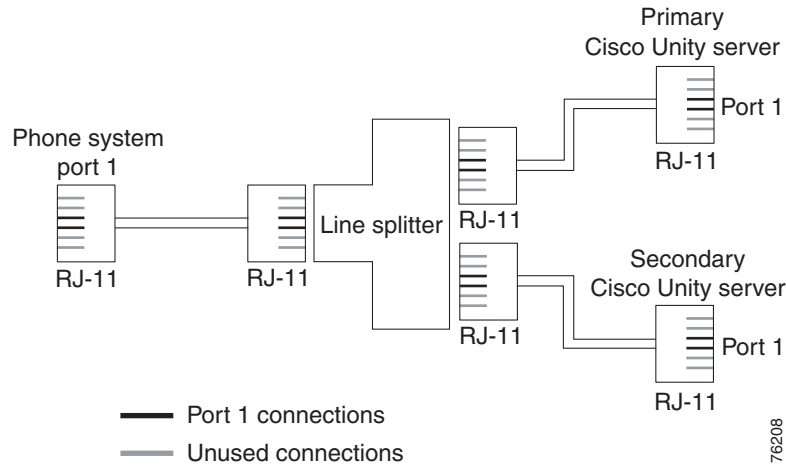 Primary
Cisco Unity server
Port 1
RJ-11
Phone system
port 1
RJ-11
RJ-11
Line splitter
RJ-11
RJ-11
Secondary
Cisco Unity server
Port 1
RJ-11
Port 1 connections
Unused connections
76208